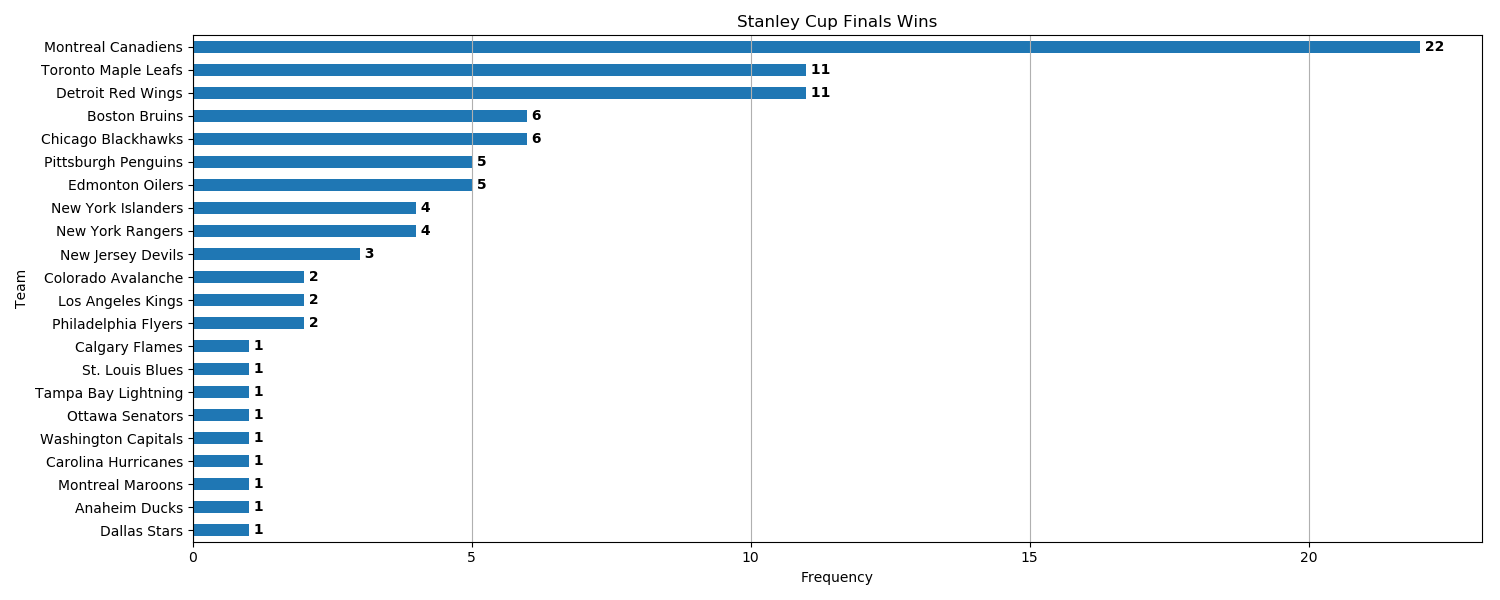 Stanley Cup Finals Wins
Montreal Canadiens 22
Toronto Maple Leafs 11
Detroit Red Wings 11
Boston Bruins 6
Chicago Blackhawks 6
Pittsburgh Penguins 5
Edmonton Oilers 5
New York Islanders 4
New York Rangers 4
New Jersey Devils 3
Colorado Avalanche 2
Los Angeles Kings 2
Philadelphia Flyers 2
Calgary Flames 1
St. Louis Blues 1
Tampa Bay Lightning 1
Ottawa Senators 1
Washington Capitals 1
Carolina Hurricanes 1
Montreal Maroons 1
Anaheim Ducks 1
Dallas Stars 1
Team
0 5 10 15 20
Frequency